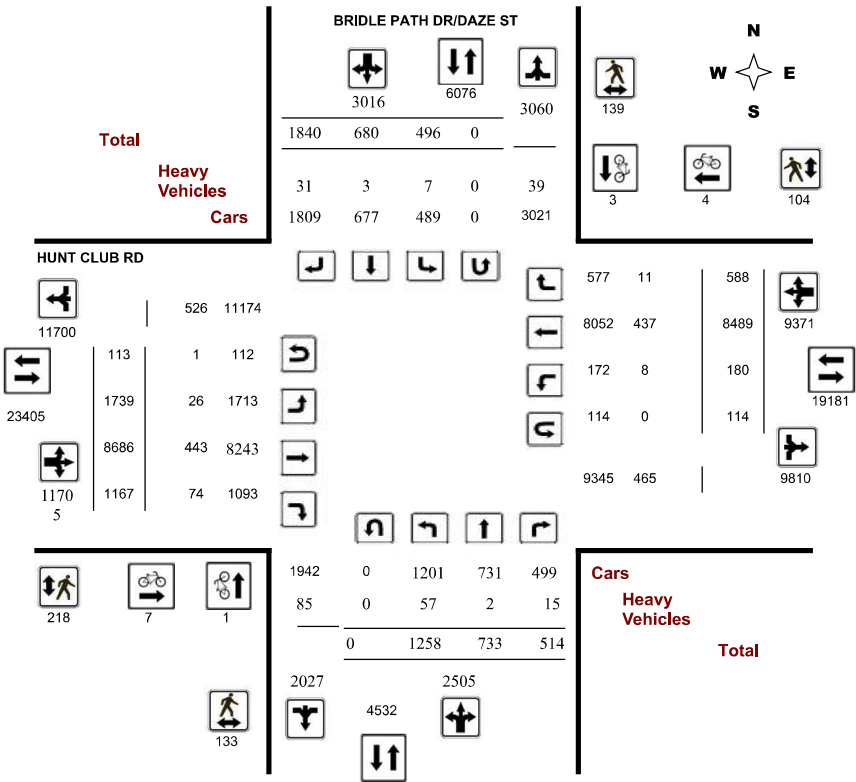 BRIDLE PATH DR/DAZE ST
N
W E
S
3016
6076
3060
139
Total
1840 680 496 0
Heavy
Vehicles
31 3 7 0 39
Cars
1809 677 489 0 3021
3 4 104
HUNT CLUB RD
11700
526 11174
577 11 588
9371
8052 437 8489
113 1 112
172 8 180
23405
19181
1739 26 1713
114 0 114
8686 443 8243
1170
5
1167 74 1093
9345 465
9810
1942 0 1201 731 499
Cars
85 0 57 2 15
Heavy
Vehicles
0 1258 733 514
Total
218 7 1
2027
4532
2505
133